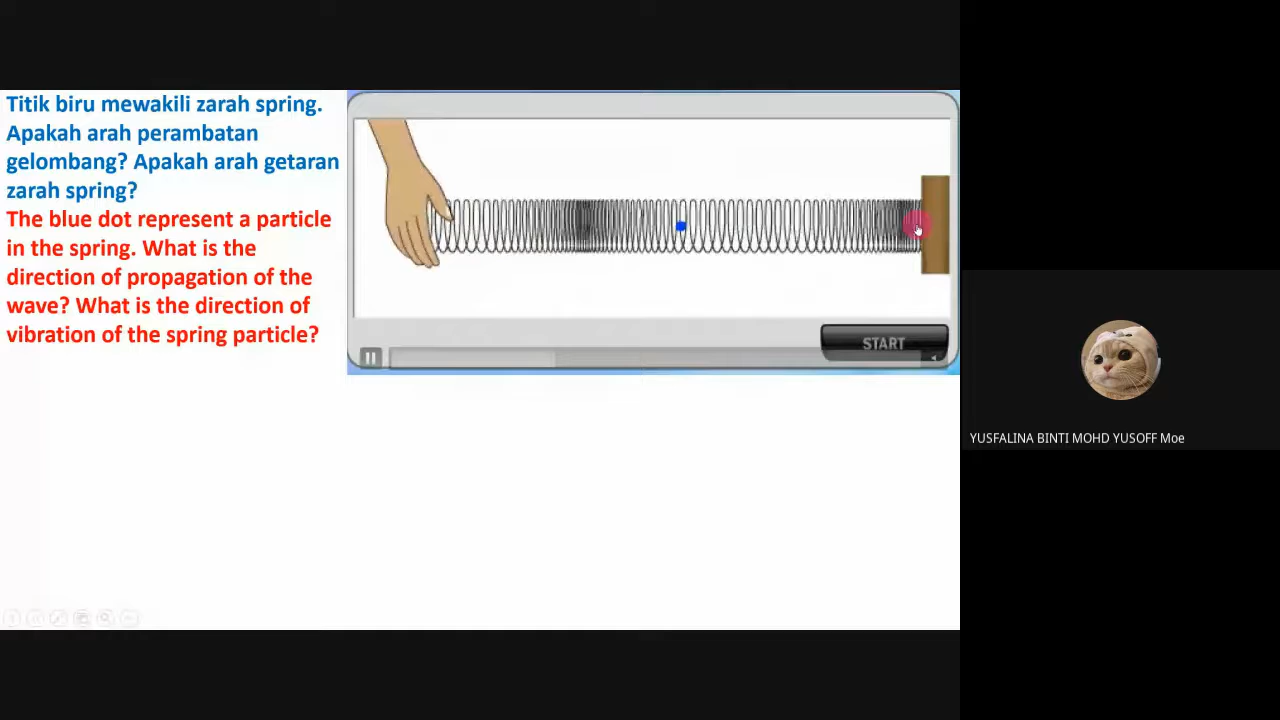 Titik biru mewakili zarah spring.
Apakah arah perambatan
gelombang? Apakah arah getaran
zarah spring?
The blue dot represent a particle
in the spring. What is the
direction of propagation of the
wave? What is the direction of
vibration of the spring particle?
START
YUSFALINA BINTI MOHD YUSOFF Moe